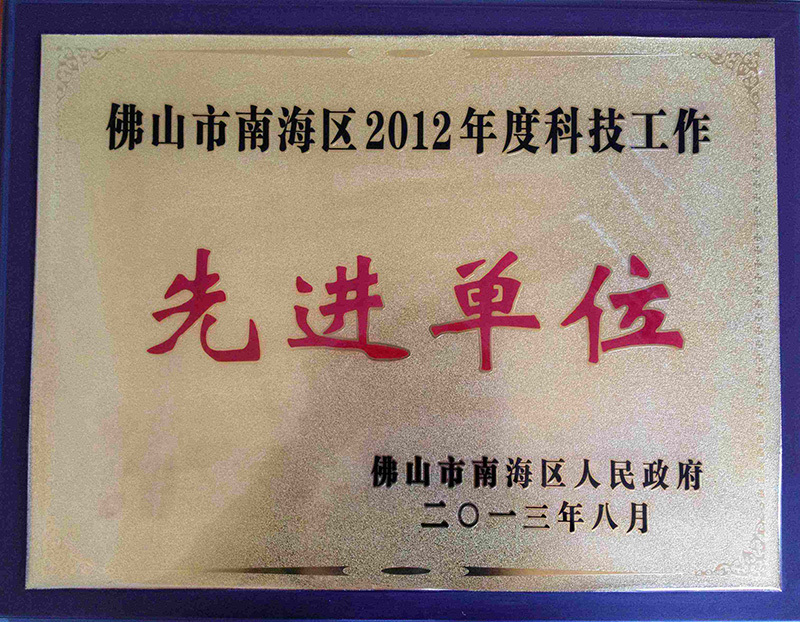 佛山市南海区2012年度科技工作
先进单位
佛山市南海区人民政府
二〇一三年八月